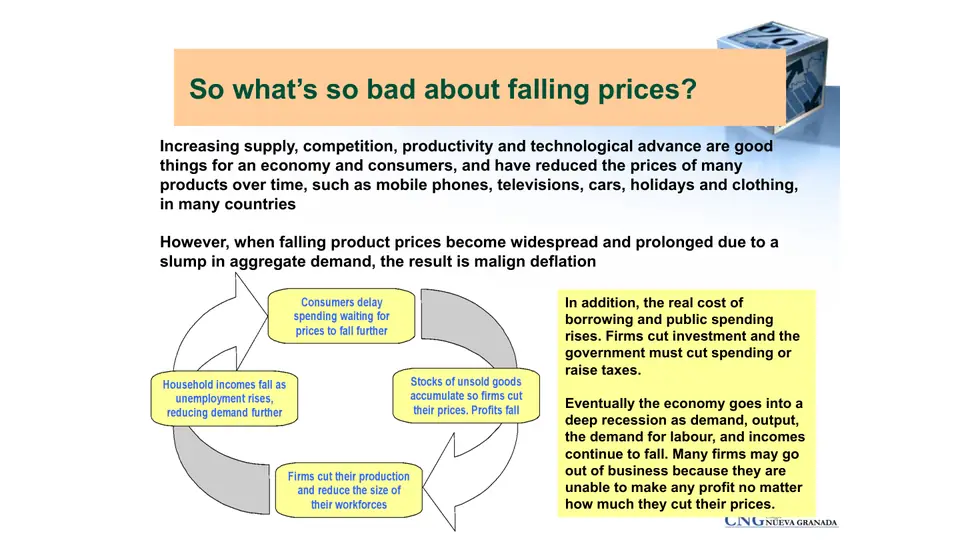 So what's so bad about falling prices?
Increasing supply, competition, productivity and technological advance are good
things for an economy and consumers, and have reduced the prices of many
products over time, such as mobile phones, televisions, cars, holidays and clothing,
in many countries
However, when falling product prices become widespread and prolonged due to a
slump in aggregate demand, the result is malign deflation
Consumers delay
spending waiting for
prices to fall further
Stocks of unsold goods
accumulate so firms cut
their prices. Profits fall
Firms cut their production
and reduce the size of
their workforces
Household incomes fall as
unemployment rises,
reducing demand further
In addition, the real cost of
borrowing and public spending
rises. Firms cut investment and the
government must cut spending or
raise taxes.
Eventually the economy goes into a
deep recession as demand, output,
the demand for labour, and incomes
continue to fall. Many firms may go
out of business because they are
unable to make any profit no matter
how much they cut their prices.
CNG NUEVA GRANADA
%